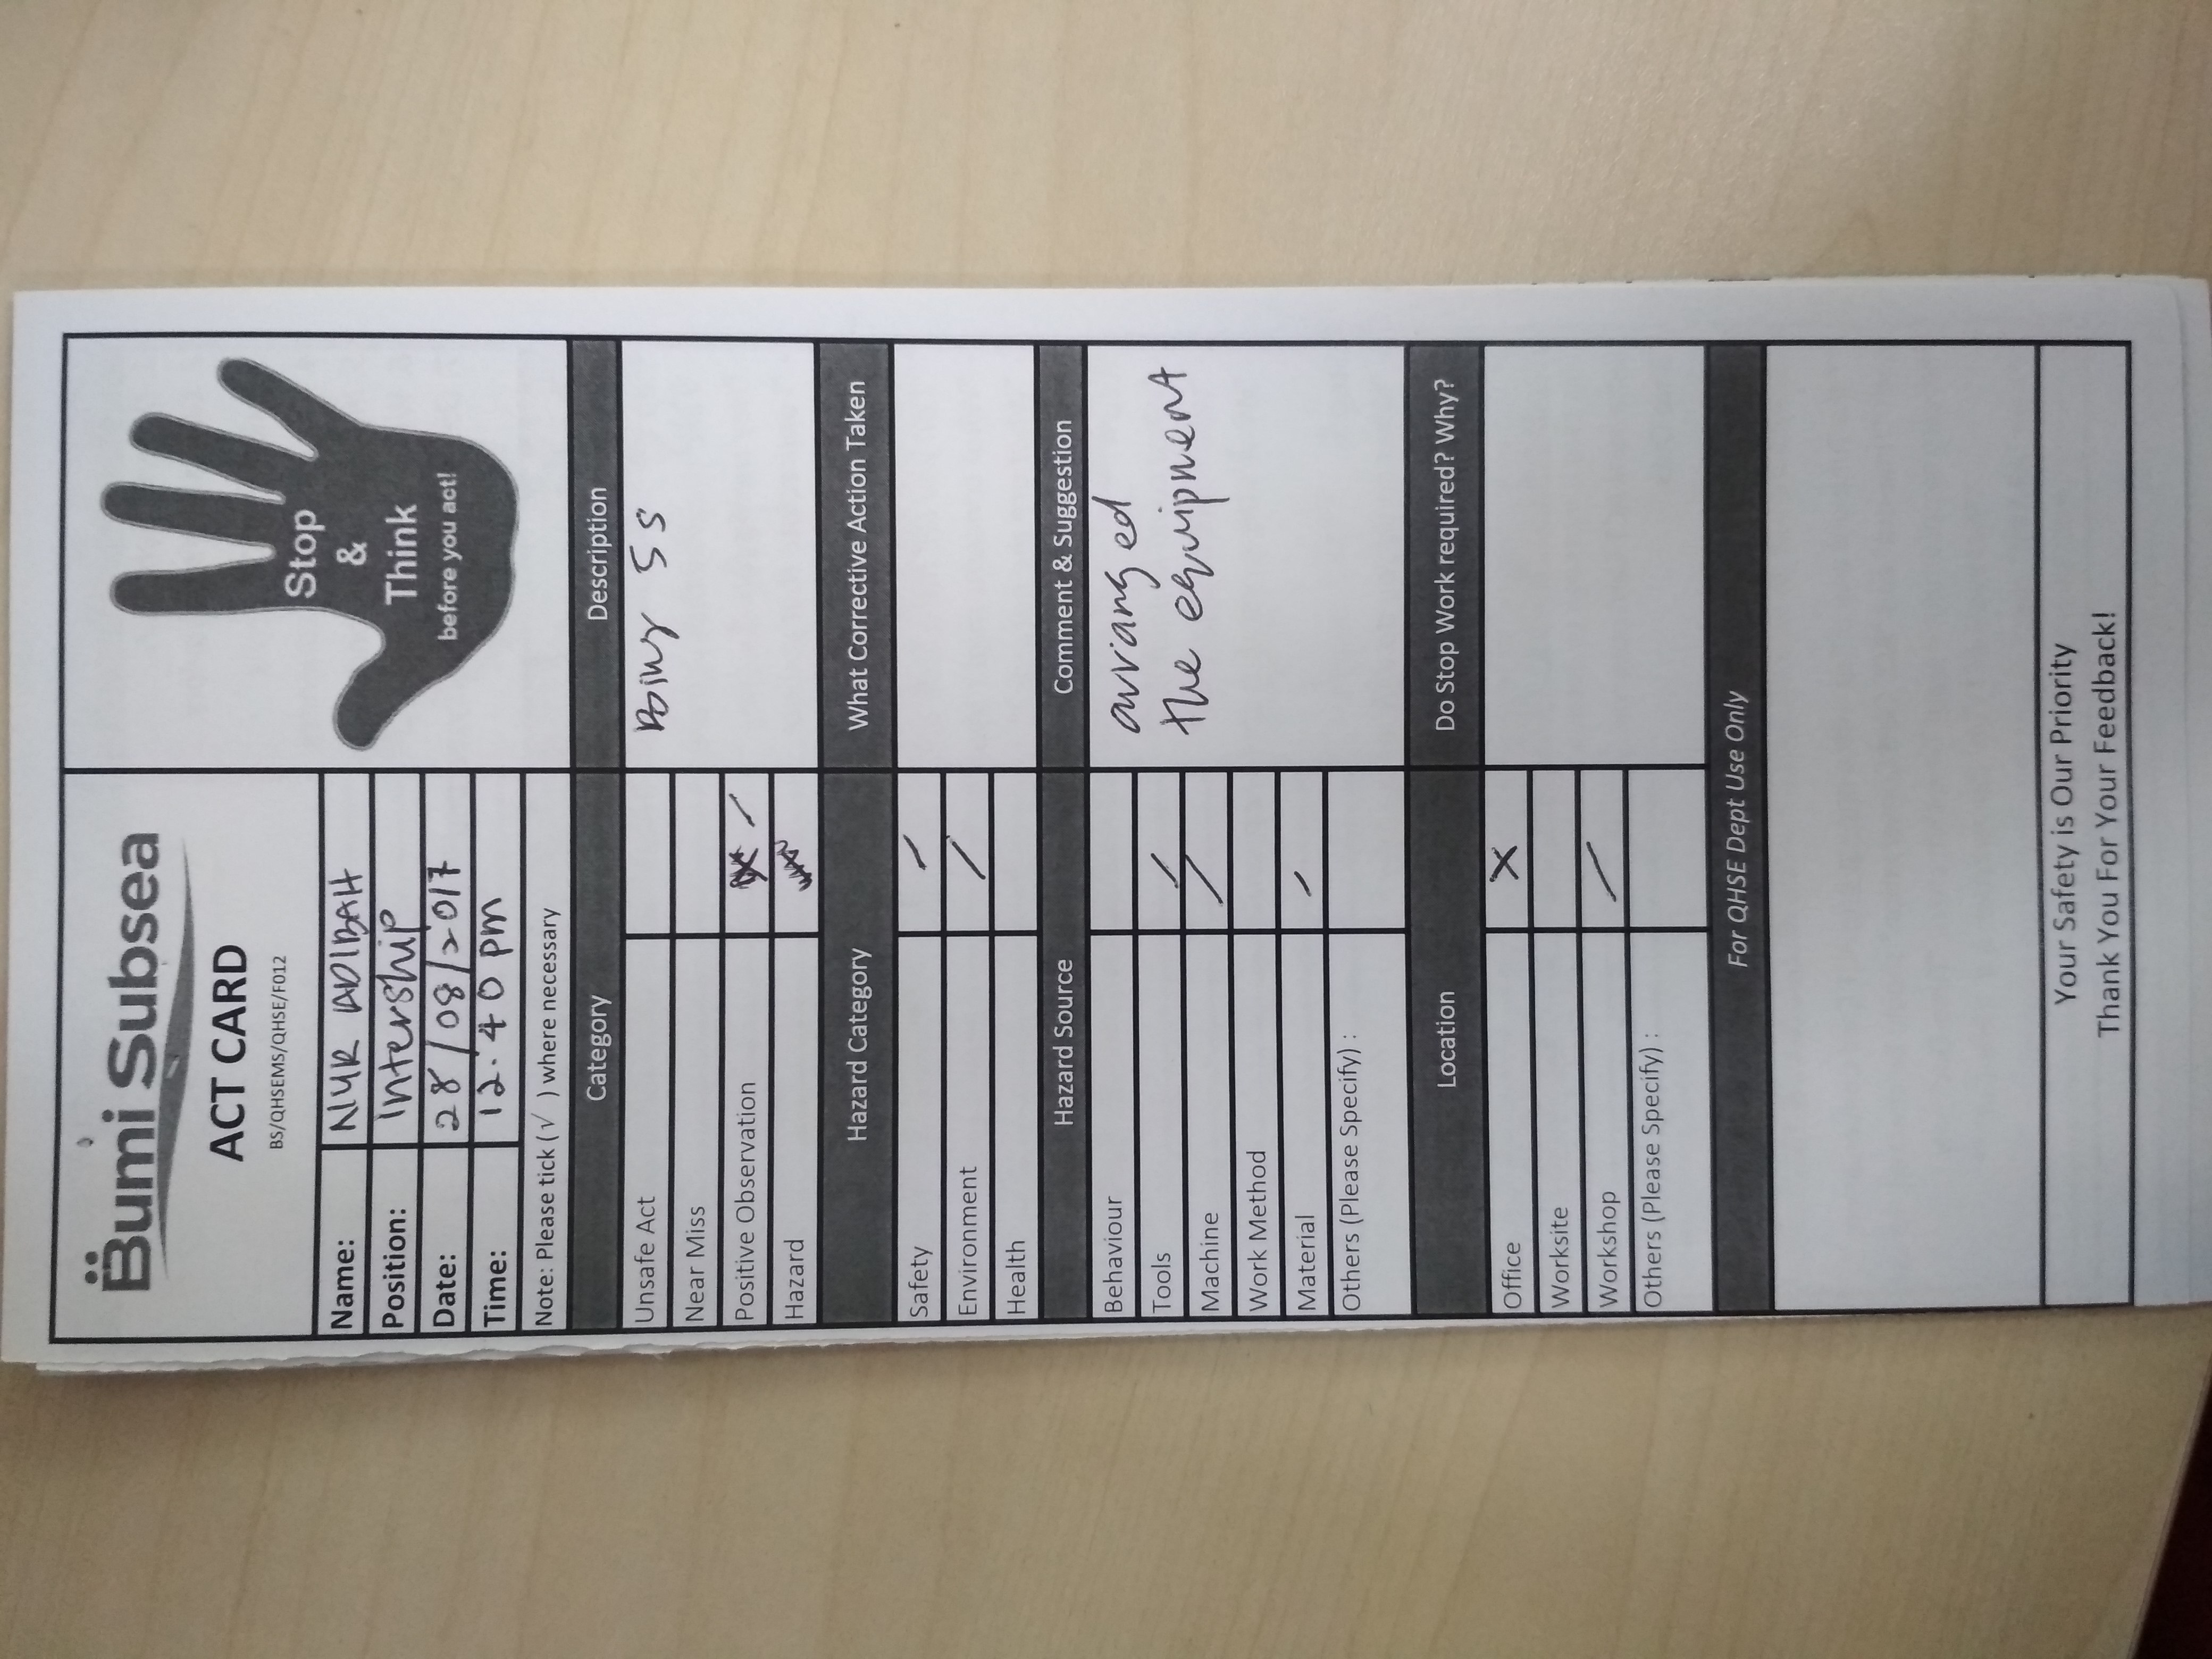 Bumi Subsea
ACT CARD
BS/QHSEMS/QHSE/F012
Stop
&
Think
before you act!
Name: NUR ADIBAH
Position: Intership
Date: 28/08/2017
Time: 12.40 pm
Note: Please tick ( √ ) where necessary
Category Description
Unsafe Act Doing 5s
Near Miss
Positive Observation /
Hazard
Hazard Category What Corrective Action Taken
Safety /
Environment /
Health
Hazard Source Comment & Suggestion
Behaviour arranged
Tools / the equipment
Machine /
Work Method
Material /
Others (Please Specify) :
Location Do Stop Work required? Why?
Office X
Worksite
Workshop /
Others (Please Specify) :
For QHSE Dept Use Only
Your Safety is Our Priority
Thank You For Your Feedback!